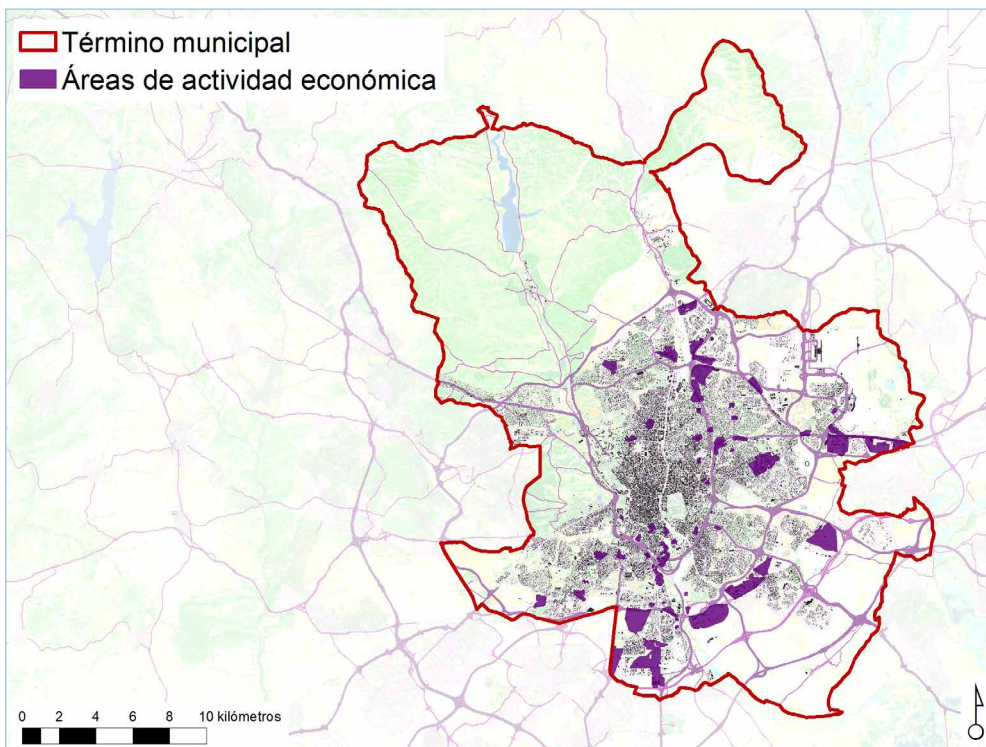 Término municipal
Áreas de actividad económica
0 2 4 6 8 10 kilómetros